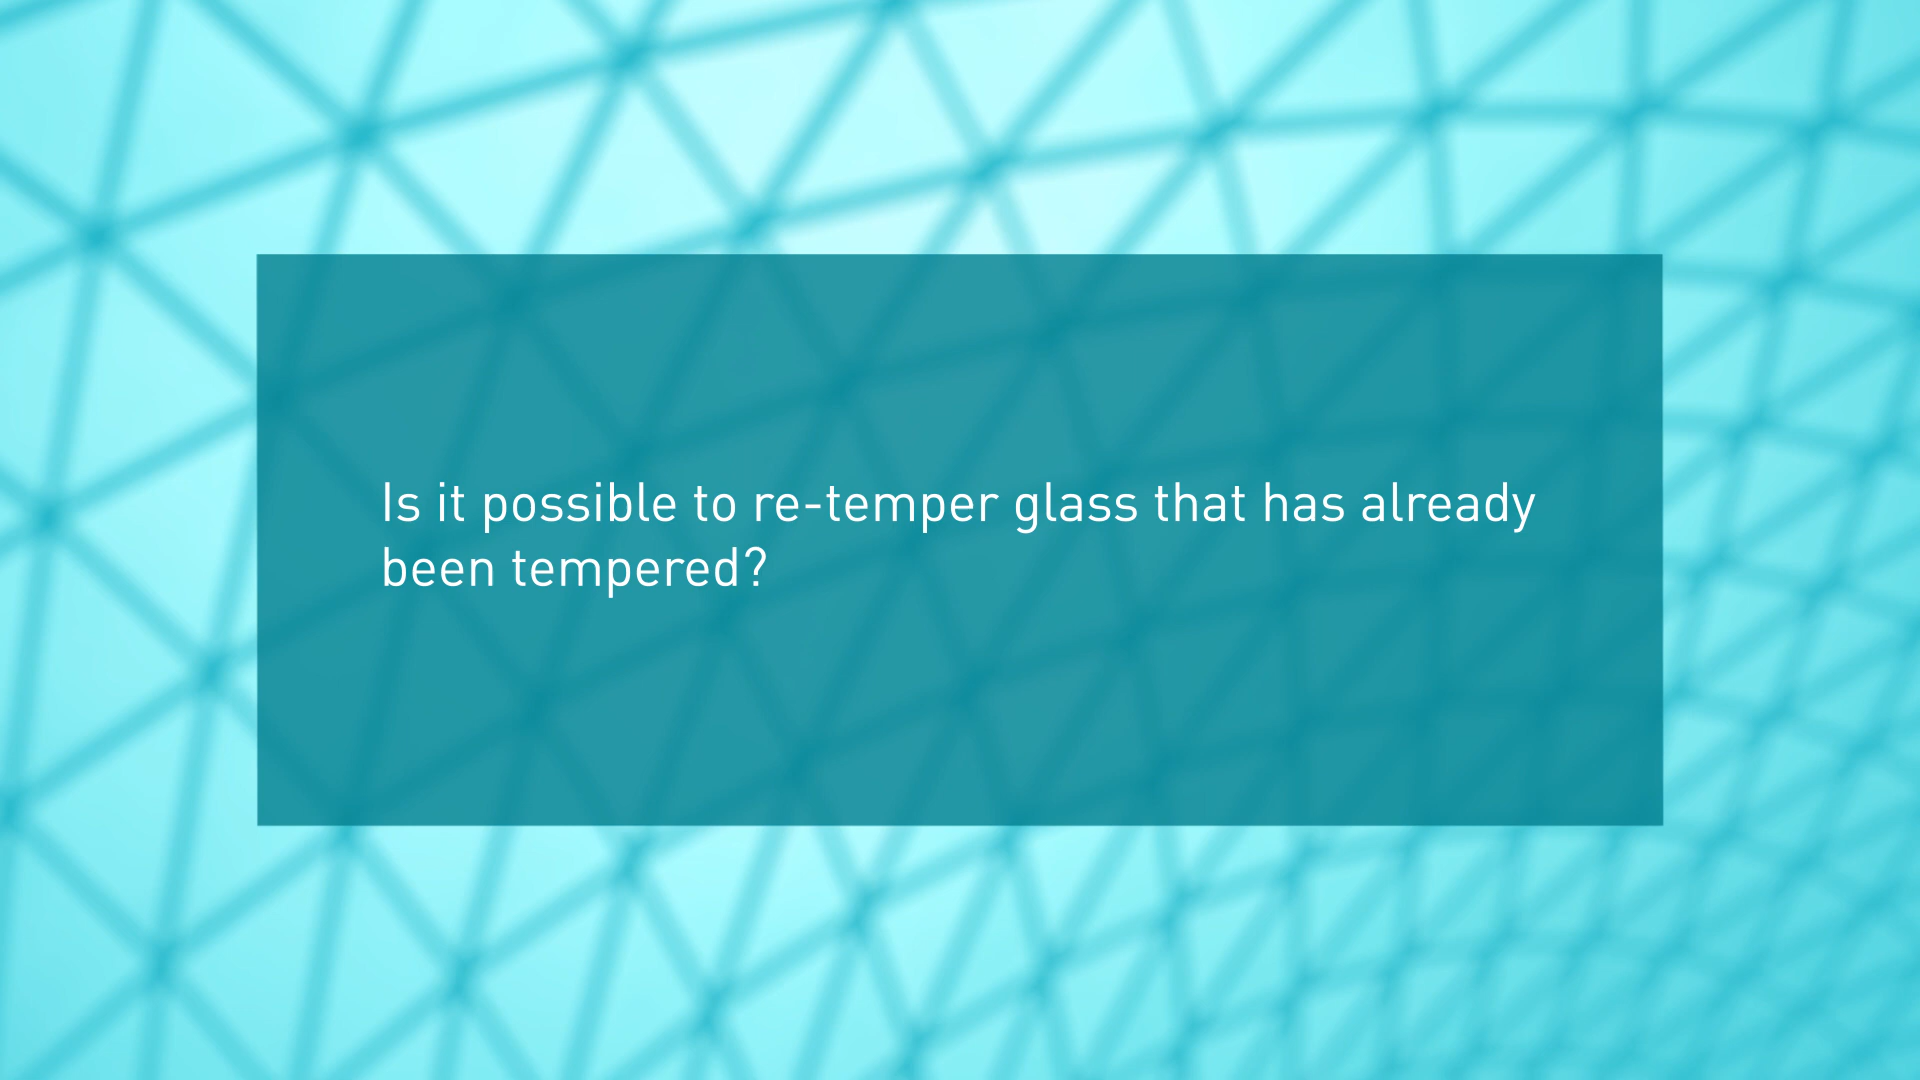 Is it possible to re-temper glass that has already
been tempered?